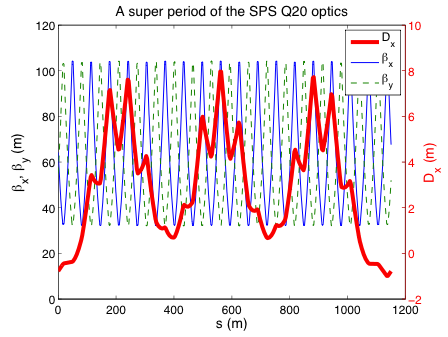 A super period of the SPS Q20 optics
120
100
80
60
40
20
0
βx, βy (m)
0 200 400 600 800 1000 1200
s (m)
10
8
6
4
2
0
−2
Dx (m)
Dx
βx
βy